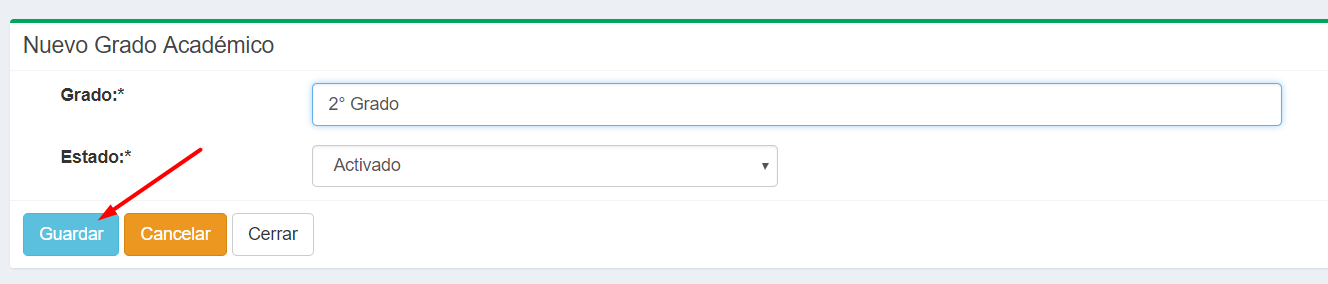 Nuevo Grado Académico
Grado:*
2° Grado
Estado:*
Activado
Guardar Cancelar Cerrar